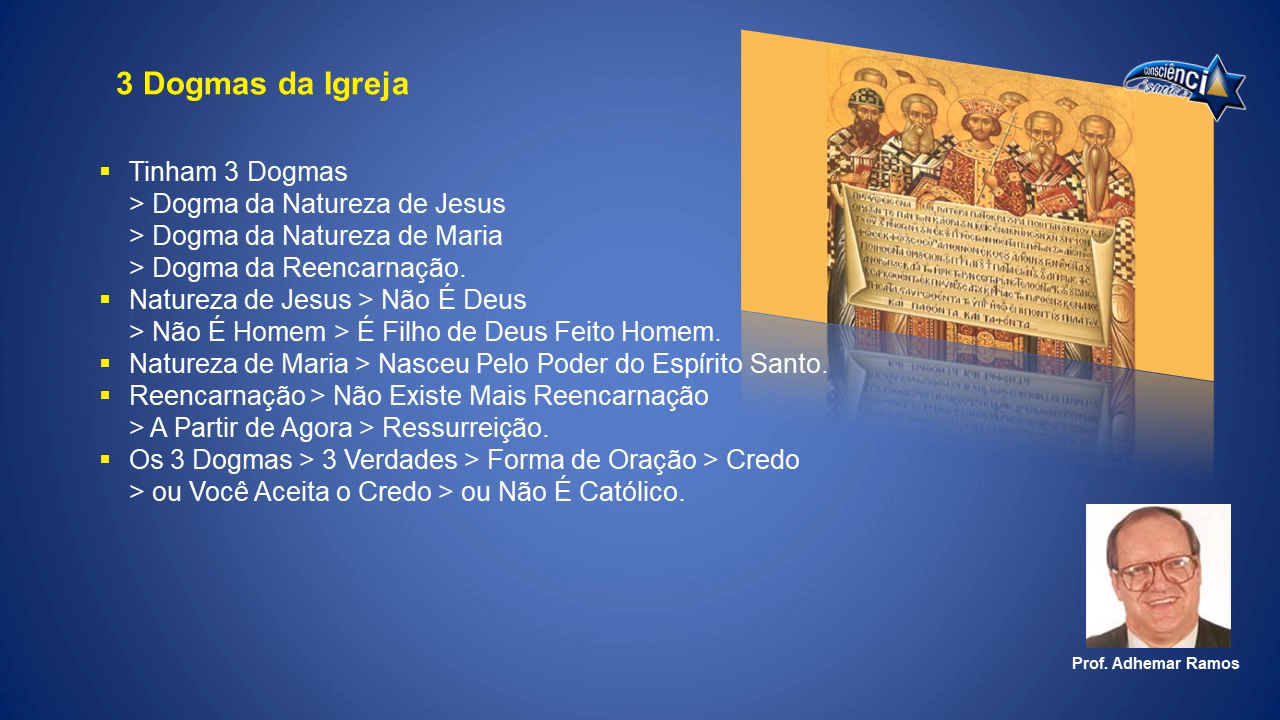 3 Dogmas da Igreja
Tinham 3 Dogmas
> Dogma da Natureza de Jesus
> Dogma da Natureza de Maria
> Dogma da Reencarnação.
Natureza de Jesus > Não É Deus
> Não É Homem > É Filho de Deus Feito Homem.
Natureza de Maria > Nasceu Pelo Poder do Espírito Santo.
Reencarnação > Não Existe Mais Reencarnação
> A Partir de Agora > Ressurreição.
Os 3 Dogmas > 3 Verdades > Forma de Oração > Credo
> ou Você Aceita o Credo > ou Não É Católico.
consciênciA
Prof. Adhemar Ramos